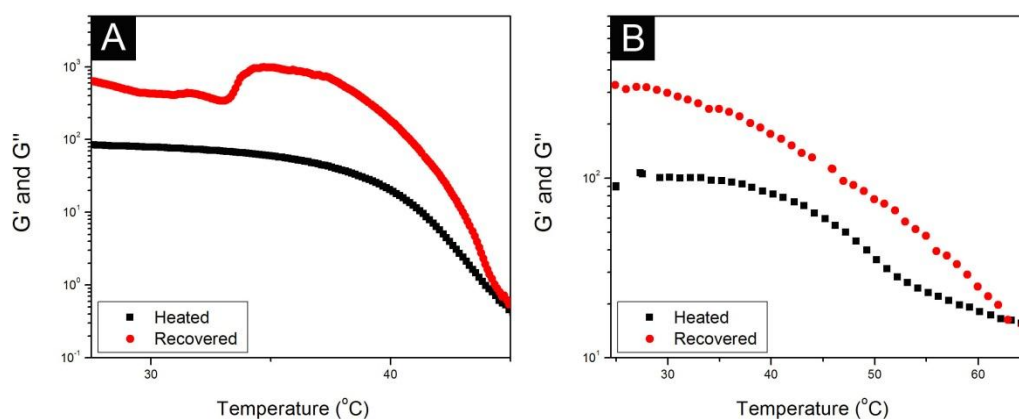 A
G' and G"
10³
10²
10¹
10⁰
10⁻¹
30
40
Heated
Recovered
Temperature (°C)
B
G' and G"
10²
10¹
30
40
50
60
Heated
Recovered
Temperature (°C)